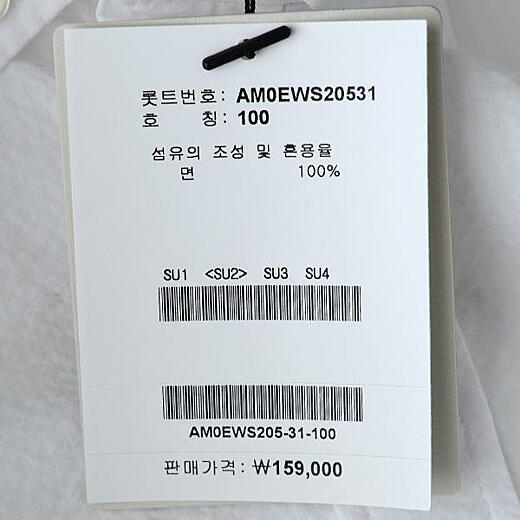 롯트번호: AM0EWS20531
호 칭: 100
섬유의 조성 및 혼용율
면 100%
SU1 <SU2> SU3 SU4
AM0EWS205-31-100
판매가격: ₩159,000